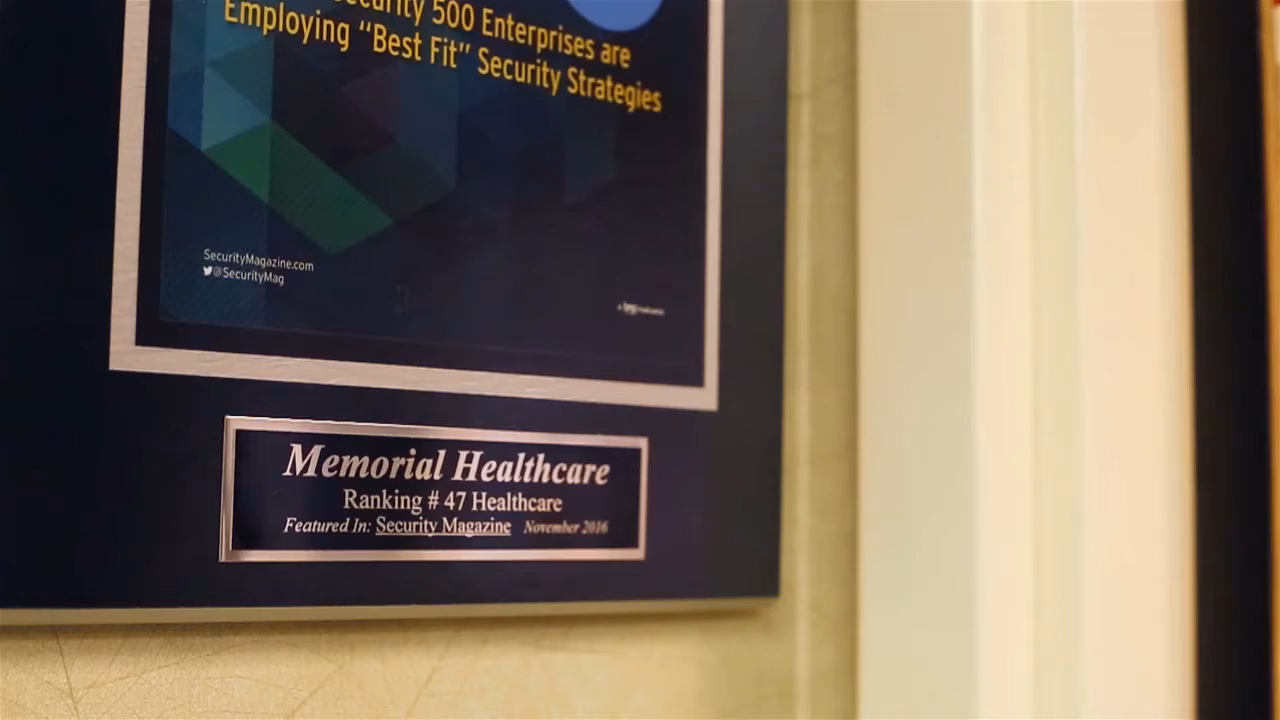 Security 500 Enterprises are
Employing “Best Fit” Security Strategies
SecurityMagazine.com
@SecurityMag
Memorial Healthcare
Ranking # 47 Healthcare
Featured In: Security Magazine November 2016